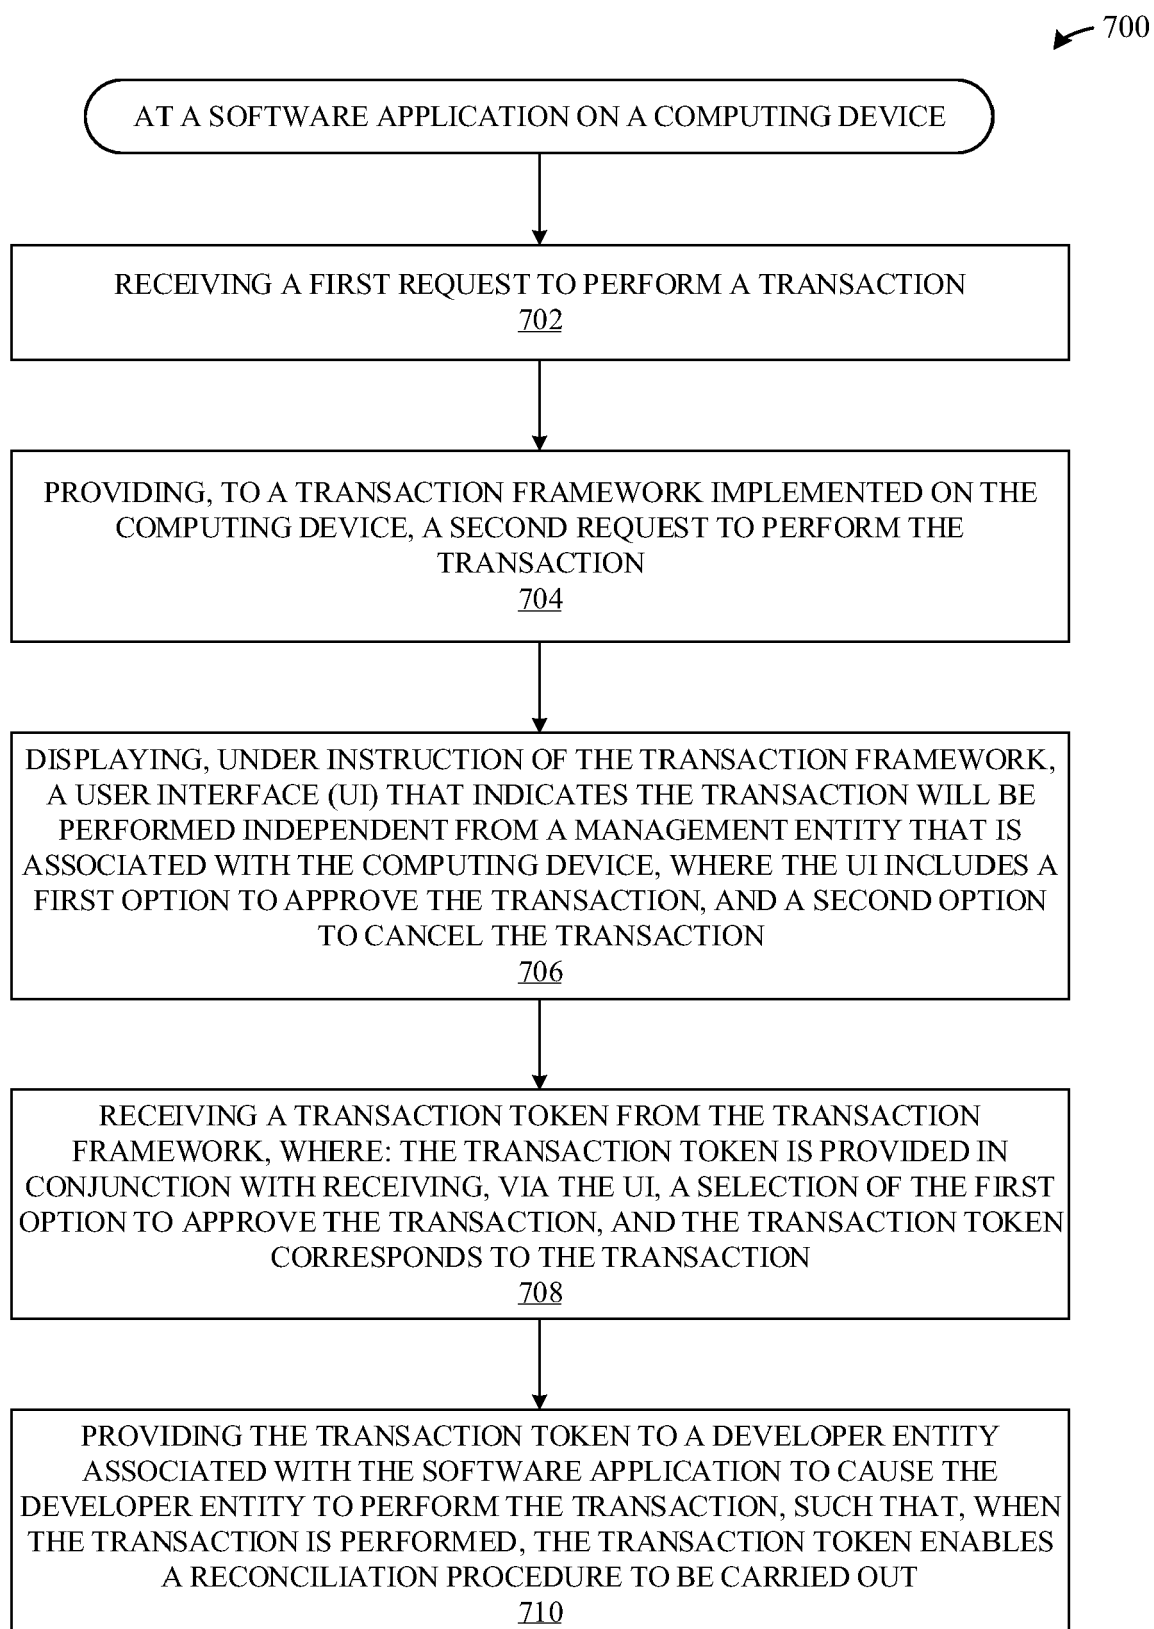 700
AT A SOFTWARE APPLICATION ON A COMPUTING DEVICE
RECEIVING A FIRST REQUEST TO PERFORM A TRANSACTION
702
PROVIDING, TO A TRANSACTION FRAMEWORK IMPLEMENTED ON THE
COMPUTING DEVICE, A SECOND REQUEST TO PERFORM THE
TRANSACTION
704
DISPLAYING, UNDER INSTRUCTION OF THE TRANSACTION FRAMEWORK,
A USER INTERFACE (UI) THAT INDICATES THE TRANSACTION WILL BE
PERFORMED INDEPENDENT FROM A MANAGEMENT ENTITY THAT IS
ASSOCIATED WITH THE COMPUTING DEVICE, WHERE THE UI INCLUDES A
FIRST OPTION TO APPROVE THE TRANSACTION, AND A SECOND OPTION
TO CANCEL THE TRANSACTION
706
RECEIVING A TRANSACTION TOKEN FROM THE TRANSACTION
FRAMEWORK, WHERE: THE TRANSACTION TOKEN IS PROVIDED IN
CONJUNCTION WITH RECEIVING, VIA THE UI, A SELECTION OF THE FIRST
OPTION TO APPROVE THE TRANSACTION, AND THE TRANSACTION TOKEN
CORRESPONDS TO THE TRANSACTION
708
PROVIDING THE TRANSACTION TOKEN TO A DEVELOPER ENTITY
ASSOCIATED WITH THE SOFTWARE APPLICATION TO CAUSE THE
DEVELOPER ENTITY TO PERFORM THE TRANSACTION, SUCH THAT, WHEN
THE TRANSACTION IS PERFORMED, THE TRANSACTION TOKEN ENABLES
A RECONCILIATION PROCEDURE TO BE CARRIED OUT
710